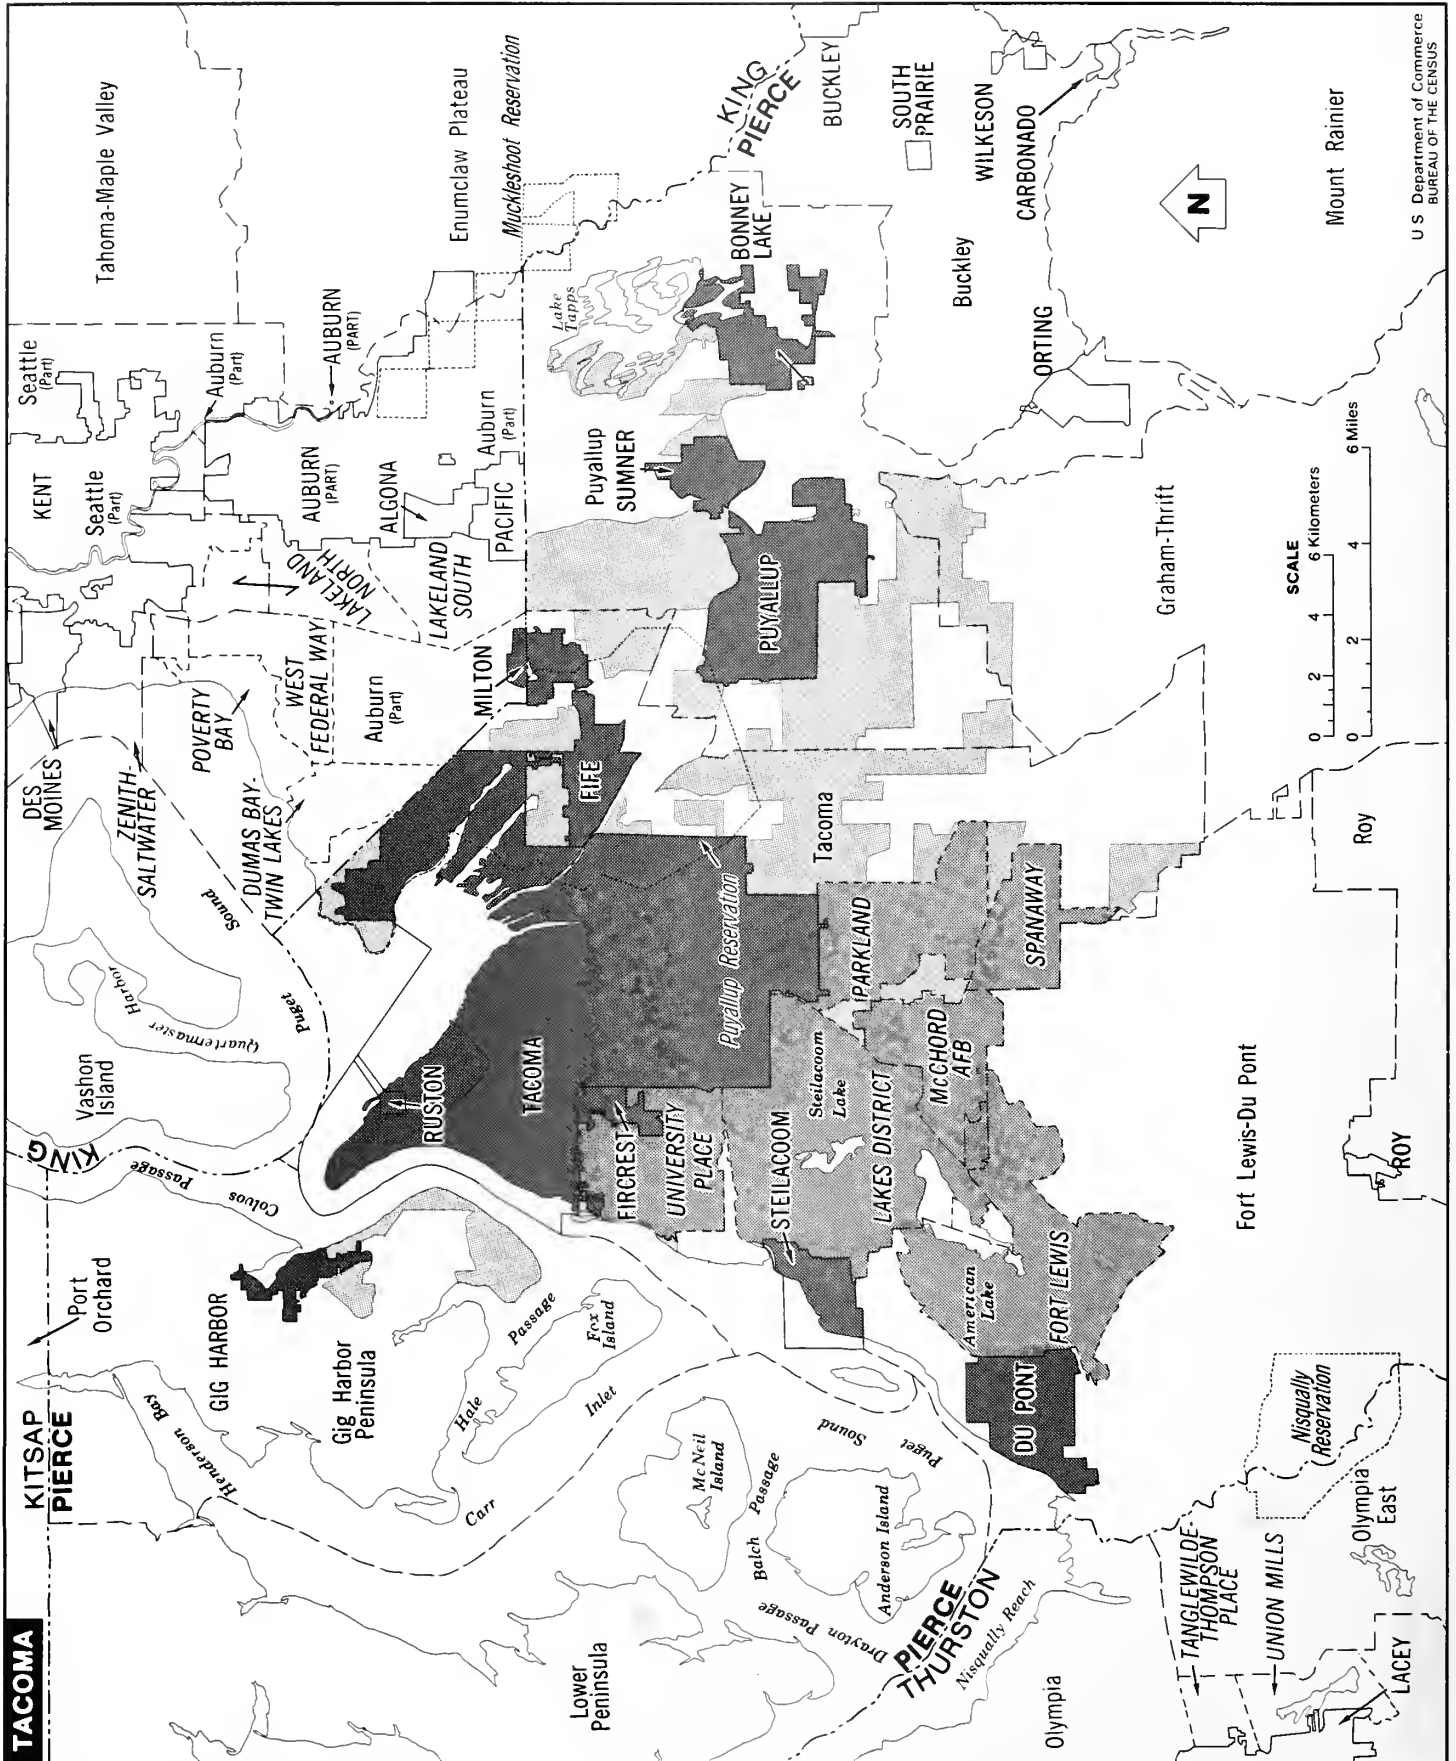 TACOMA
KITSAP
PIERCE
Port
Orchard
KING
Vashon
Island
Quartermaster
Harbor
Colvos Passage
Puget Sound
DES
MOINES
ZENITH-
SALTWATER
POVERTY
BAY
DUMAS BAY-
TWIN LAKES
WEST
FEDERAL WAY
Auburn
(Part)
LAKELAND
NORTH
LAKELAND
SOUTH
KENT
Seattle
(Part)
Seattle
(Part)
Auburn
(Part)
AUBURN
(PART)
AUBURN
(PART)
ALGONA
PACIFIC
Auburn
(Part)
Tahoma-Maple Valley
Enumclaw Plateau
Muckleshoot Reservation
KING
PIERCE
GIG HARBOR
Gig Harbor
Peninsula
Henderson Bay
Hale Passage
Fox
Island
Carr Inlet
RUSTON
TACOMA
FIFE
MILTON
Puyallup
SUMNER
Lake
Tapps
BONNEY
LAKE
BUCKLEY
SOUTH
PRAIRIE
WILKESON
CARBONADO
Buckley
ORTING
PUYALLUP
Puyallup Reservation
Tacoma
FIRCREST
UNIVERSITY
PLACE
STEILACOOM
Steilacoom
Lake
LAKES DISTRICT
PARKLAND
McCHORD
AFB
SPANAWAY
American
Lake
FORT LEWIS
DU PONT
McNeil
Island
Balch Passage
Anderson Island
Drayton Passage
Puget Sound
Lower
Peninsula
PIERCE
THURSTON
Nisqually Reach
Olympia
TANGLEWILDE-
THOMPSON
PLACE
UNION MILLS
LACEY
Olympia
East
Nisqually
Reservation
Fort Lewis-Du Pont
ROY
Roy
Graham-Thrift
Mount Rainier
N
SCALE
0 2 4 6 Kilometers
0 2 4 6 Miles
U S Department of Commerce
BUREAU OF THE CENSUS